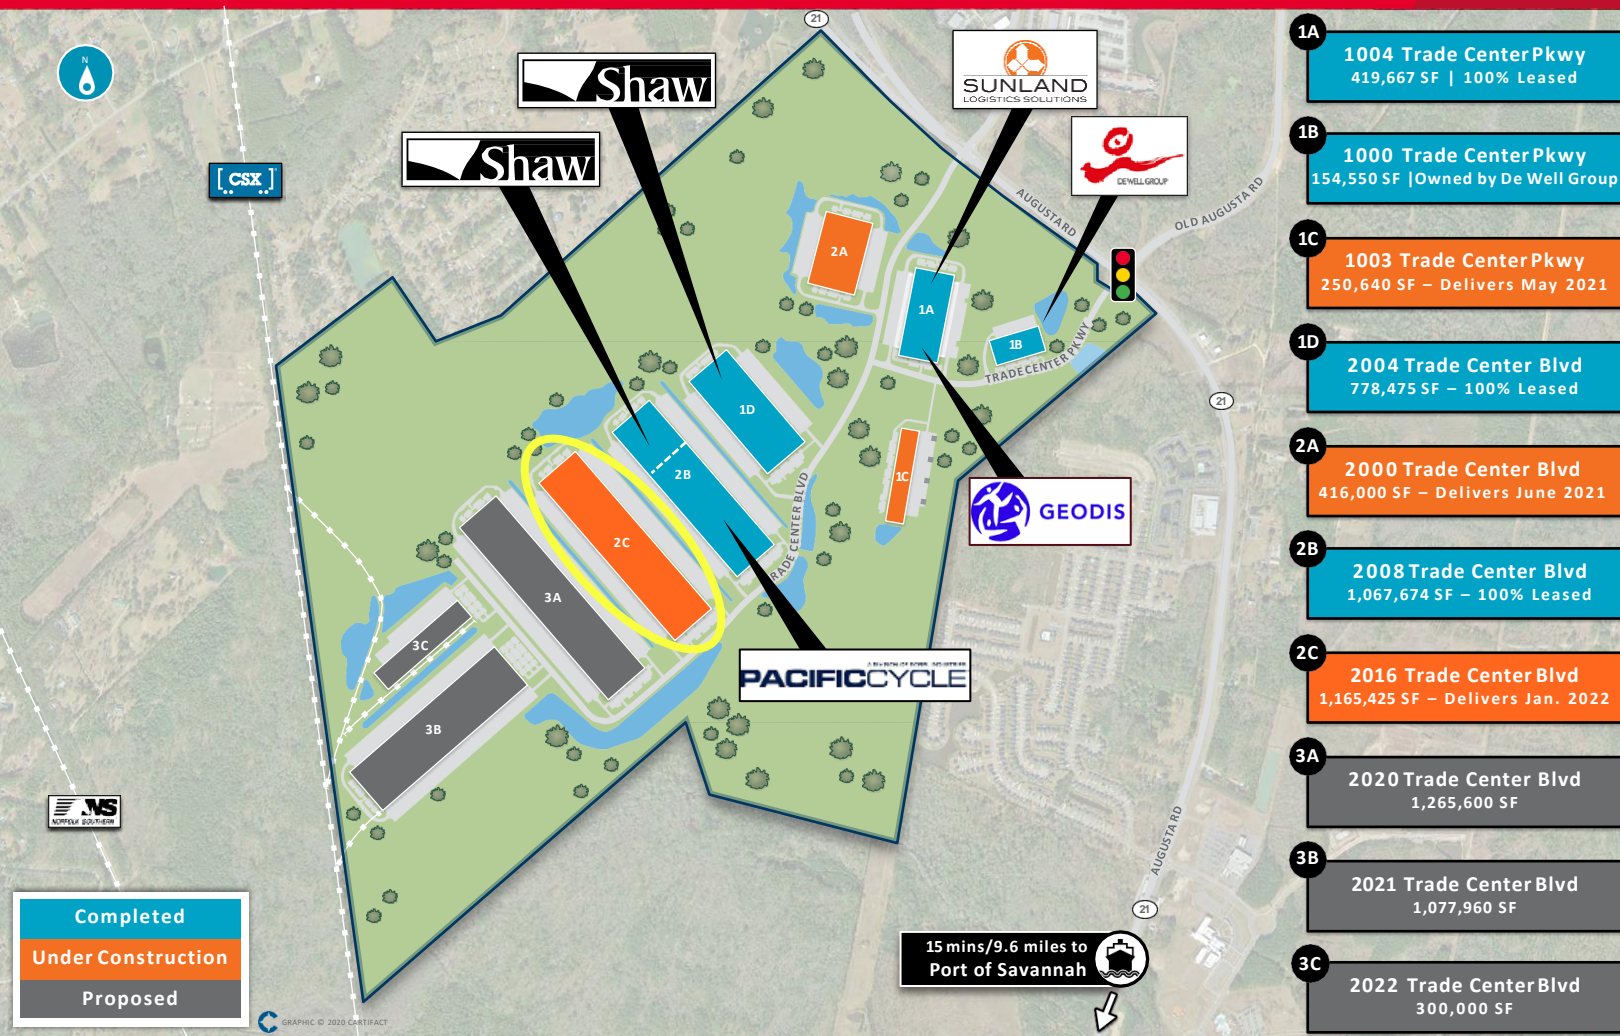 21
N
Shaw
Shaw
CSX
SUNLAND
LOGISTICS SOLUTIONS
DE WELL GROUP
AUGUSTA RD
OLD AUGUSTA RD
2A
1A
1B
TRADE CENTER PKWY
21
1D
2B
1C
TRADE CENTER BLVD
GEODIS
2C
3A
3C
3B
A DIVISION OF DOREL INDUSTRIES
PACIFIC CYCLE
NS
NORFOLK SOUTHERN
AUGUSTA RD
21
15 mins/9.6 miles to
Port of Savannah
Completed
Under Construction
Proposed
GRAPHIC © 2020 CARTIFACT
1A
1004 Trade Center Pkwy
419,667 SF | 100% Leased
1B
1000 Trade Center Pkwy
154,550 SF | Owned by De Well Group
1C
1003 Trade Center Pkwy
250,640 SF – Delivers May 2021
1D
2004 Trade Center Blvd
778,475 SF – 100% Leased
2A
2000 Trade Center Blvd
416,000 SF – Delivers June 2021
2B
2008 Trade Center Blvd
1,067,674 SF – 100% Leased
2C
2016 Trade Center Blvd
1,165,425 SF – Delivers Jan. 2022
3A
2020 Trade Center Blvd
1,265,600 SF
3B
2021 Trade Center Blvd
1,077,960 SF
3C
2022 Trade Center Blvd
300,000 SF